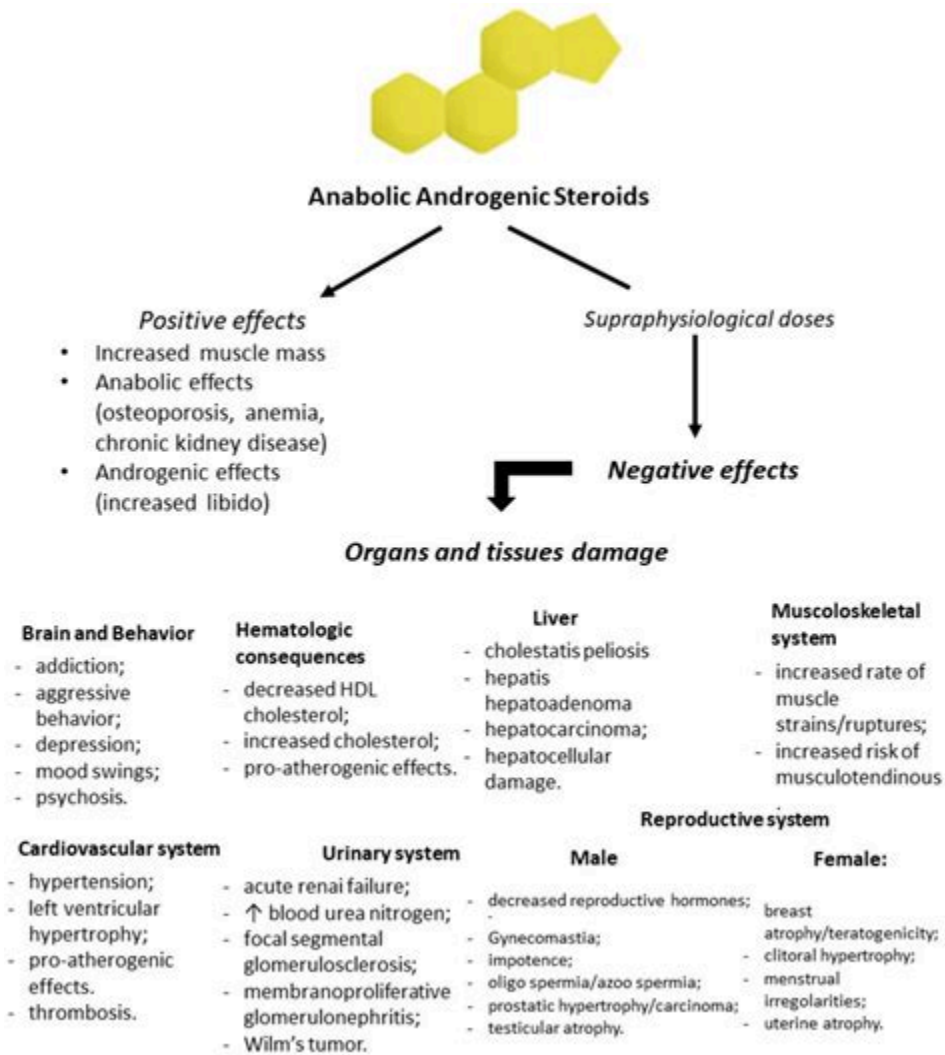 Anabolic Androgenic Steroids
Positive effects
• Increased muscle mass
• Anabolic effects
(osteoporosis, anemia,
chronic kidney disease)
• Androgenic effects
(increased libido)
Supraphysiological doses
Negative effects
Organs and tissues damage
Brain and Behavior
- addiction;
- aggressive
behavior;
- depression;
- mood swings;
- psychosis.
Hematologic
consequences
- decreased HDL
cholesterol;
- increased cholesterol;
- pro-atherogenic effects.
Liver
- cholestatis peliosis
- hepatis
hepatoadenoma
- hepatocarcinoma;
- hepatocellular
damage.
Muscoloskeletal
system
- increased rate of
muscle
strains/ruptures;
- increased risk of
musculotendinous
;
Cardiovascular system
- hypertension;
- left ventricular
hypertrophy;
- pro-atherogenic
effects.
- thrombosis.
Urinary system
- acute renai failure;
- ↑ blood urea nitrogen;
- focal segmental
glomerulosclerosis;
- membranoproliferative
glomerulonephritis;
- Wilm's tumor.
Reproductive system
Male
- decreased reproductive hormones;
-
- Gynecomastia;
- impotence;
- oligo spermia/azoo spermia;
- prostatic hypertrophy/carcinoma;
- testicular atrophy.
Female:
- breast
atrophy/teratogenicity;
- clitoral hypertrophy;
- menstrual
irregolarities;
- uterine atrophy.